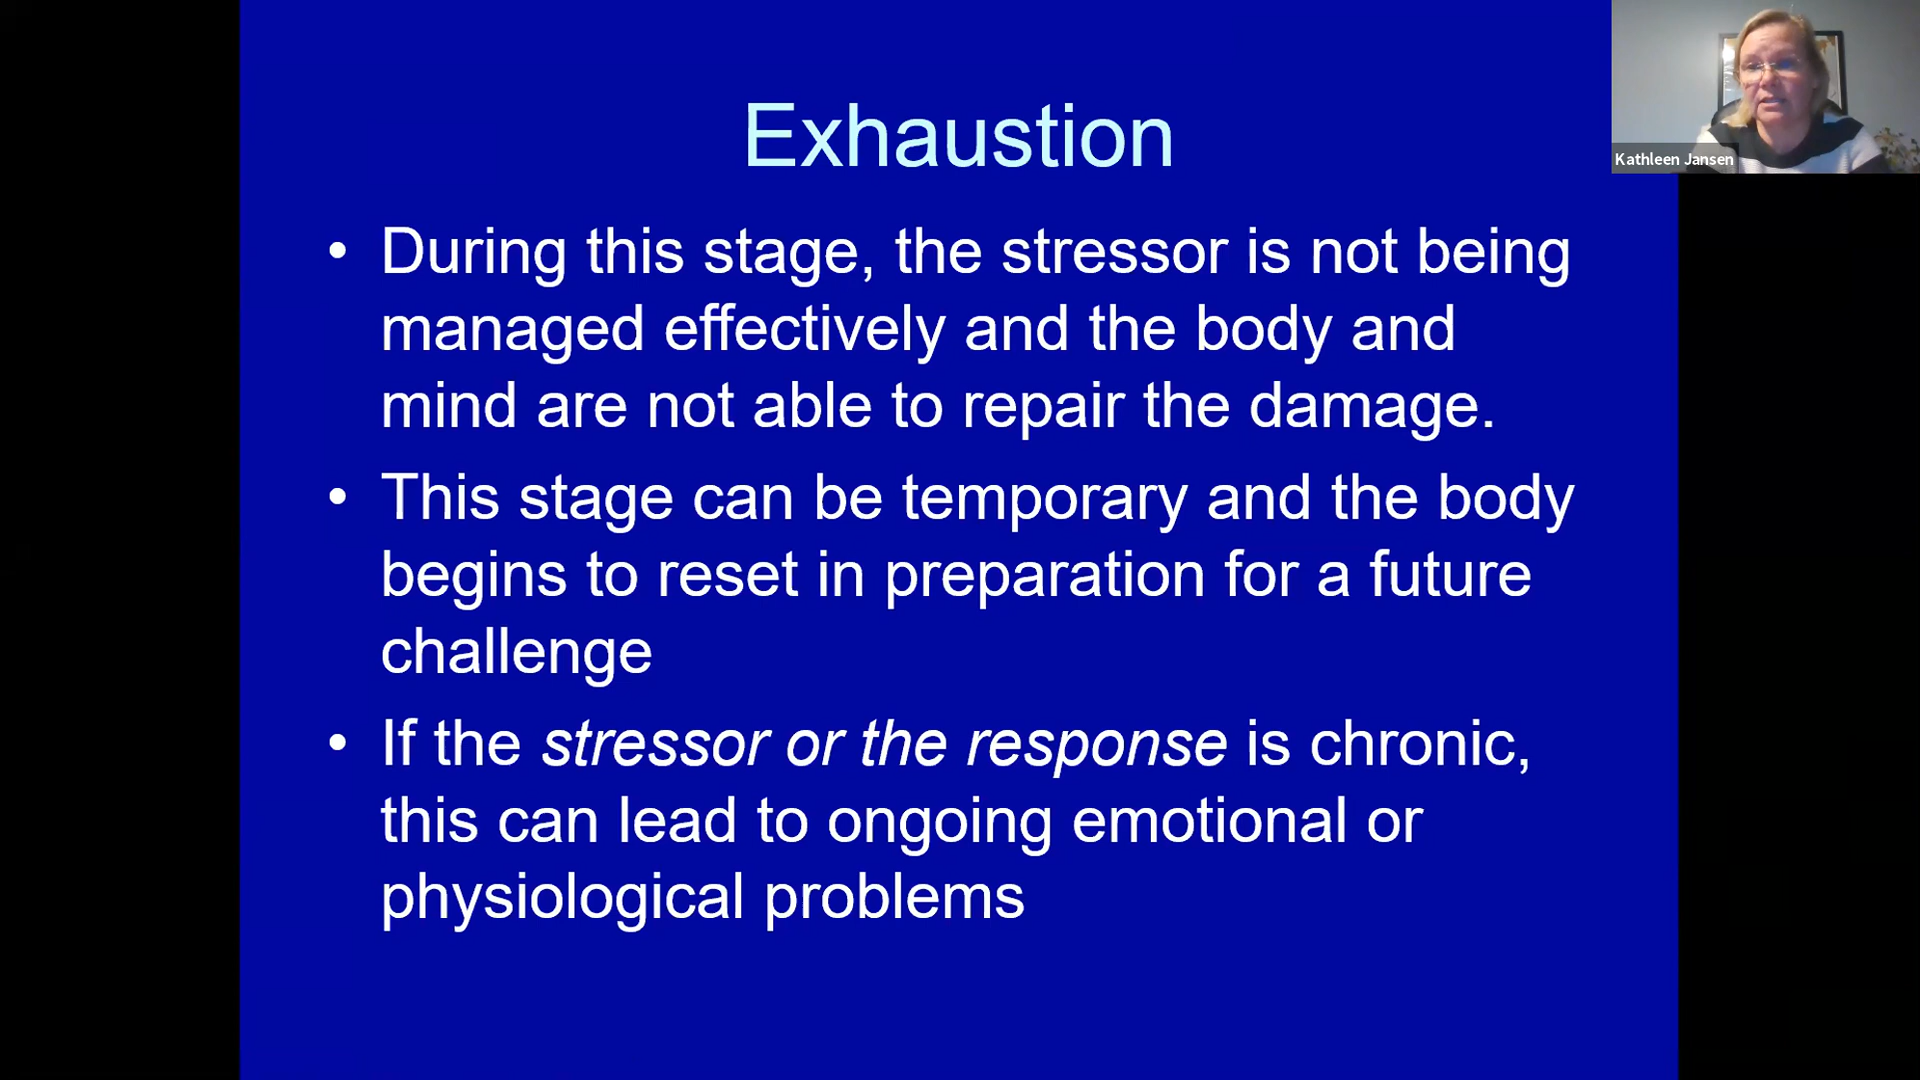 Exhaustion
Kathleen Jansen
• During this stage, the stressor is not being
managed effectively and the body and
mind are not able to repair the damage.
• This stage can be temporary and the body
begins to reset in preparation for a future
challenge
• If the stressor or the response is chronic,
this can lead to ongoing emotional or
physiological problems